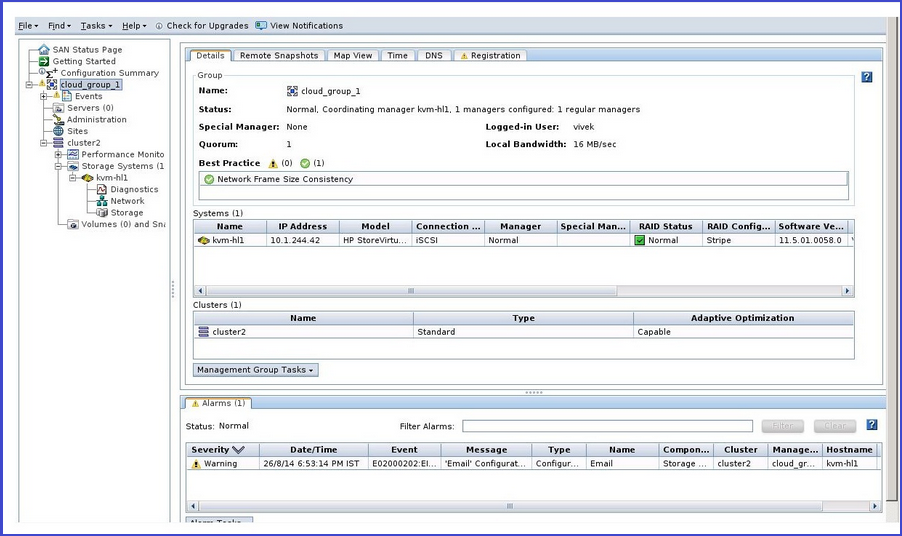 File Find Tasks Help Check for Upgrades View Notifications
SAN Status Page
Getting Started
Configuration Summary
cloud_group_1
Events
Servers (0)
Administration
Sites
cluster2
Performance Monito
Storage Systems (1
kvm-hl1
Diagnostics
Network
Storage
Volumes (0) and Sna
Details Remote Snapshots Map View Time DNS Registration
Group
Name: cloud_group_1
Status: Normal, Coordinating manager kvm-hl1, 1 managers configured: 1 regular managers
Special Manager: None Logged-in User: vivek
Quorum: 1 Local Bandwidth: 16 MB/sec
Best Practice (0) (1)
Network Frame Size Consistency
Systems (1)
Name IP Address Model Connection ... Manager Special Man... RAID Status RAID Config... Software Ve...
kvm-hl1 10.1.244.42 HP StoreVirtu... iSCSI Normal Normal Stripe 11.5.01.0058.0
Clusters (1)
Name Type Adaptive Optimization
cluster2 Standard Capable
Management Group Tasks
Alarms (1)
Status: Normal Filter Alarms: Filter Clear
Severity Date/Time Event Message Type Name Compon... Cluster Manage... Hostname
Warning 26/8/14 6:53:14 PM IST E02000202:EI... 'Email' Configurat... Configur... Email Storage ... cluster2 cloud_gr... kvm-hl1
Alarm Tasks